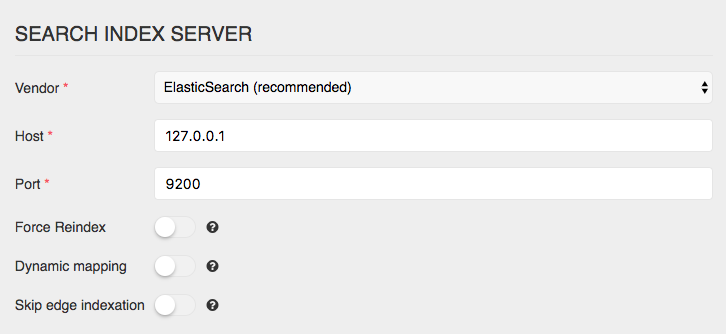 SEARCH INDEX SERVER
Vendor * ElasticSearch (recommended)
Host * 127.0.0.1
Port * 9200
Force Reindex ?
Dynamic mapping ?
Skip edge indexation ?